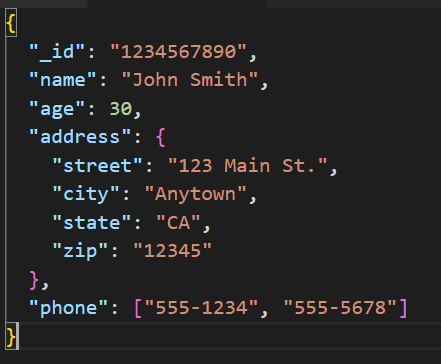 {
  "_id": "1234567890",
  "name": "John Smith",
  "age": 30,
  "address": {
    "street": "123 Main St.",
    "city": "Anytown",
    "state": "CA",
    "zip": "12345"
  },
  "phone": ["555-1234", "555-5678"]
}